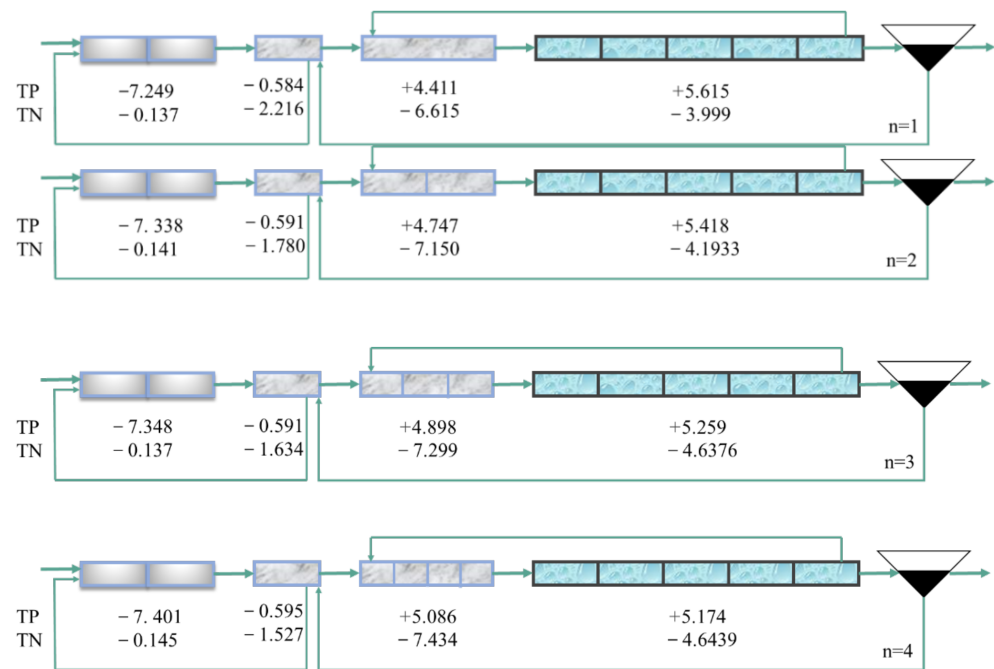 TP −7.249 − 0.584 +4.411 +5.615
TN − 0.137 − 2.216 − 6.615 − 3.999
n=1
TP − 7. 338 − 0.591 +4.747 +5.418
TN − 0.141 − 1.780 − 7.150 − 4.1933
n=2
TP − 7.348 − 0.591 +4.898 +5.259
TN − 0.137 − 1.634 − 7.299 − 4.6376
n=3
TP − 7. 401 − 0.595 +5.086 +5.174
TN − 0.145 − 1.527 − 7.434 − 4.6439
n=4